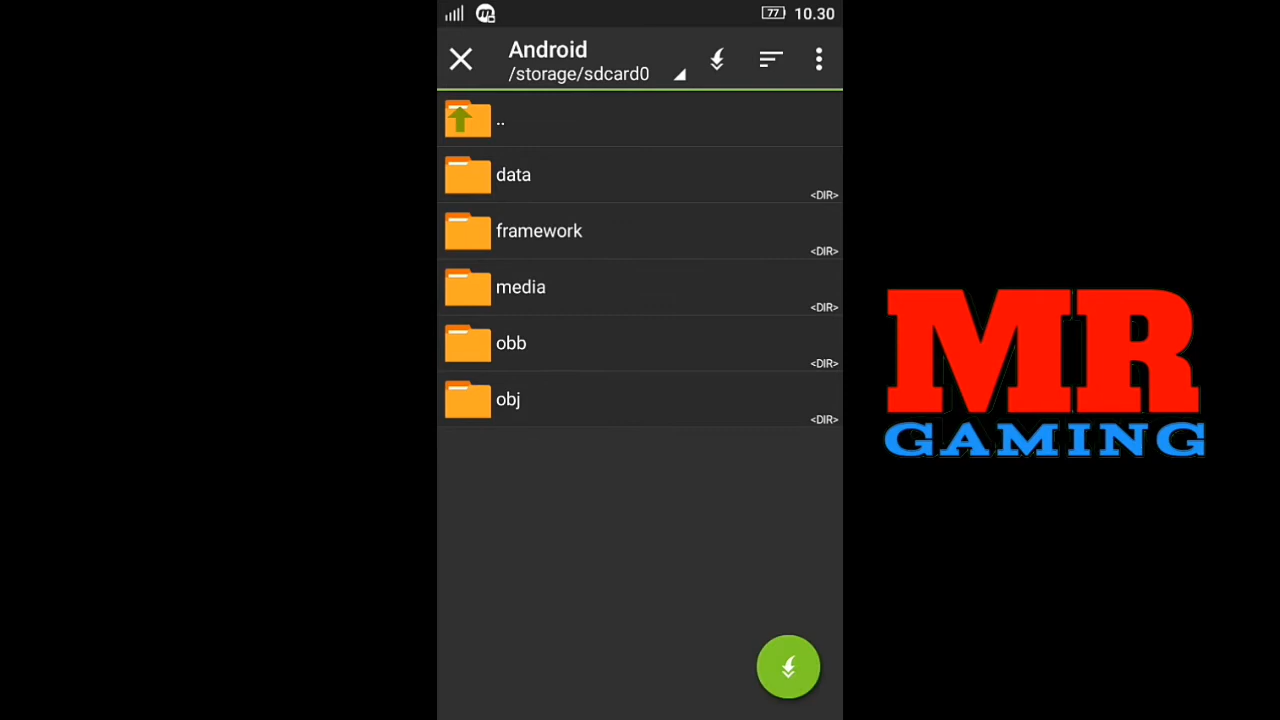 77 10.30
Android
/storage/sdcard0
..
data
<DIR>
framework
<DIR>
media
<DIR>
obb
<DIR>
obj
<DIR>
MR
GAMING